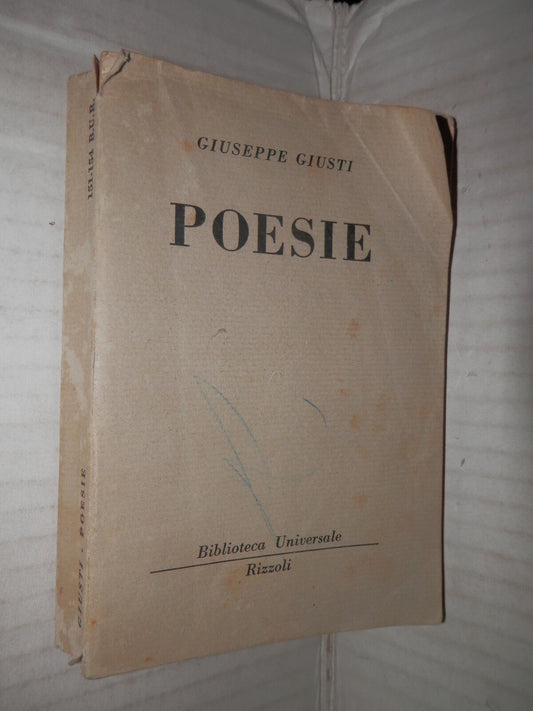 GIUSEPPE GIUSTI
POESIE
Biblioteca Universale
Rizzoli
GIUSTI - POESIE
151-154 B.U.R.